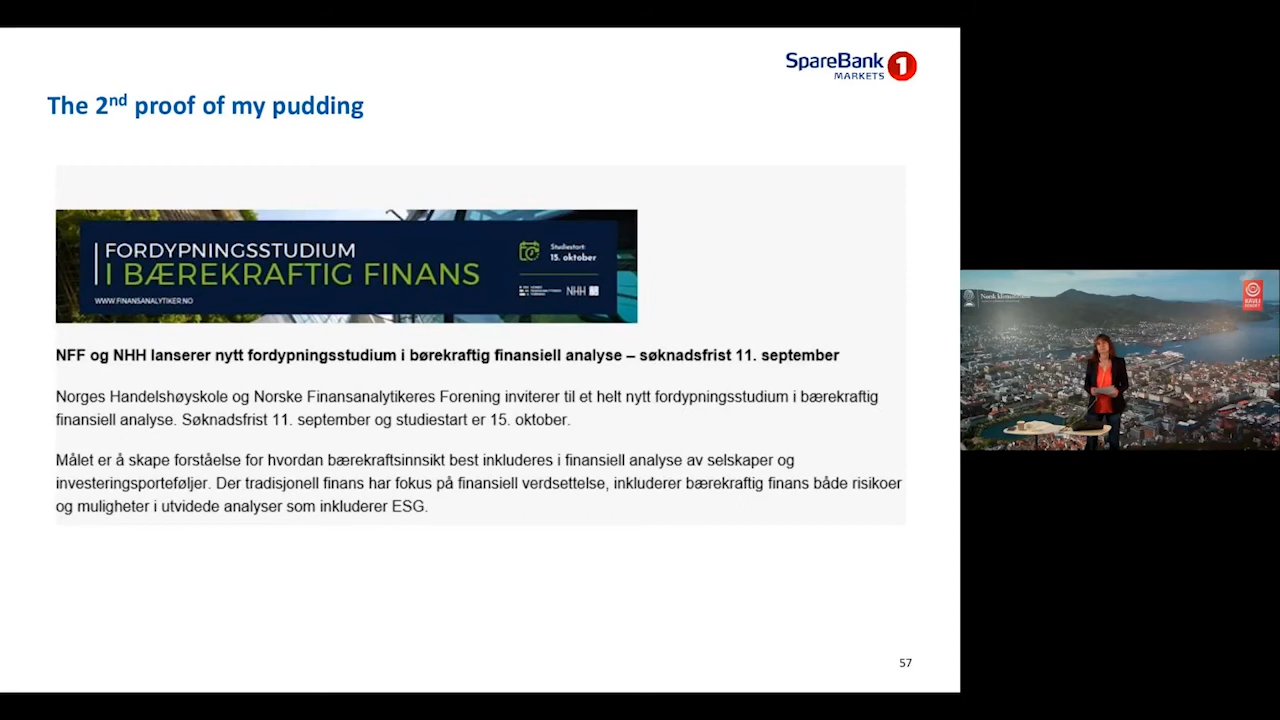 SpareBank 1
MARKETS
The 2nd proof of my pudding
FORDYPNINGSSTUDIUM
I BÆREKRAFTIG FINANS
WWW.FINANSANALYTIKER.NO
Studiestart:
15. oktober
NHH
NFF og NHH lanserer nytt fordypningsstudium i børekraftig finansiell analyse – søknadsfrist 11. september
Norges Handelshøyskole og Norske Finansanalytikeres Forening inviterer til et helt nytt fordypningsstudium i bærekraftig
finansiell analyse. Søknadsfrist 11. september og studiestart er 15. oktober.
Målet er å skape forståelse for hvordan bærekraftsinnsikt best inkluderes i finansiell analyse av selskaper og
investeringsporteføljer. Der tradisjonell finans har fokus på finansiell verdsettelse, inkluderer bærekraftig finans både risikoer
og muligheter i utvidede analyser som inkluderer ESG.
57